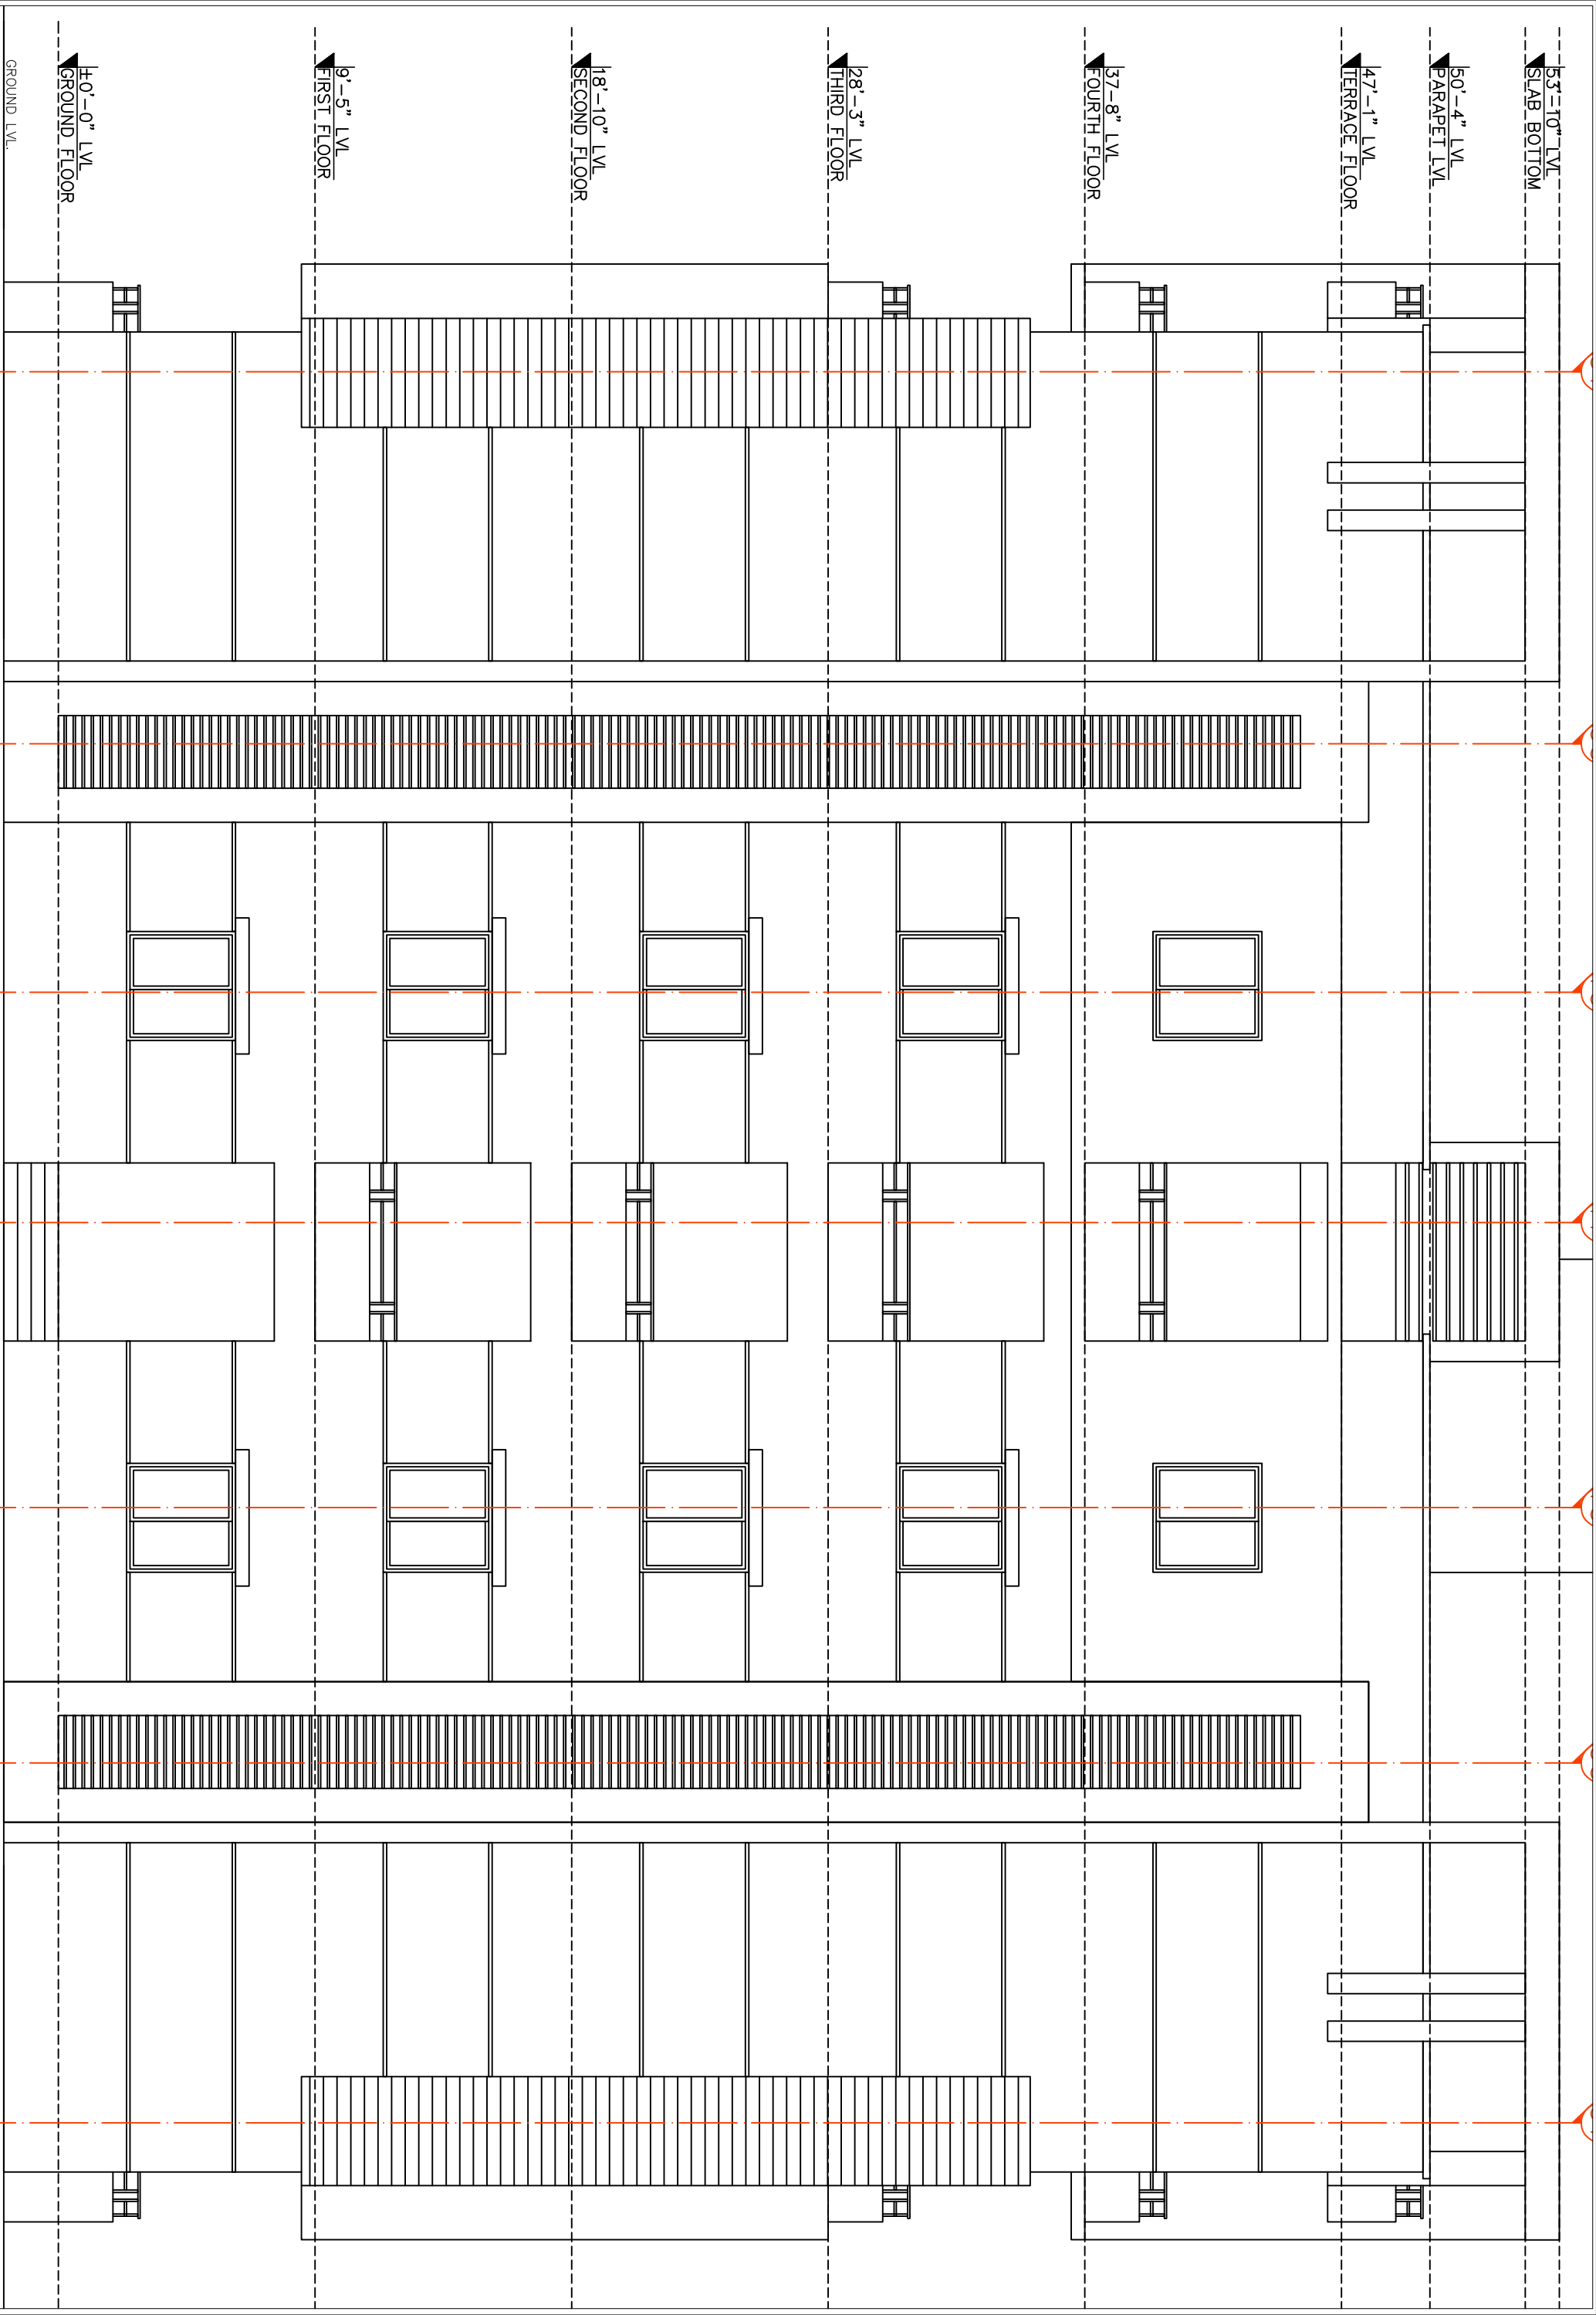 53'-10" LVL
SLAB BOTTOM
50'-4" LVL
PARAPET LVL
47'-1" LVL
TERRACE FLOOR
37-8" LVL
FOURTH FLOOR
28'-3" LVL
THIRD FLOOR
18'-10" LVL
SECOND FLOOR
9'-5" LVL
FIRST FLOOR
±0'-0" LVL
GROUND FLOOR
GROUND LVL.